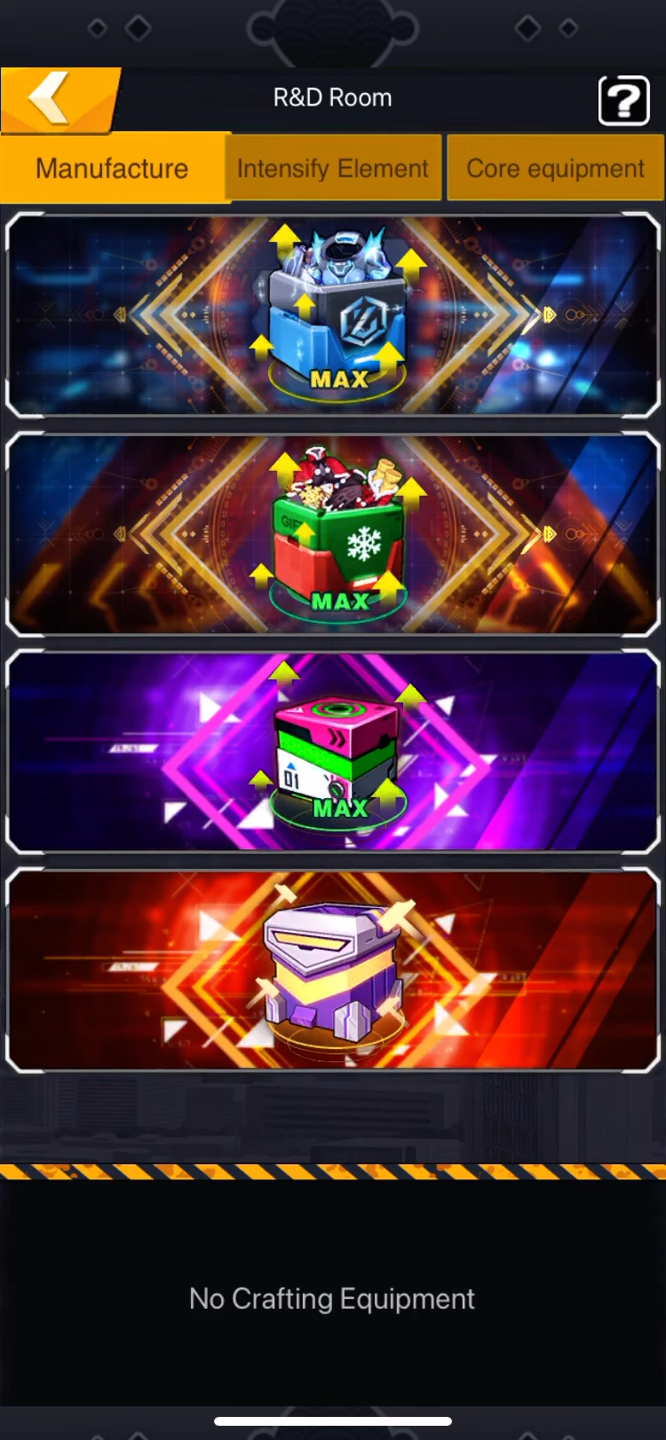 R&D Room
Manufacture
Intensify Element
Core equipment
MAX
MAX
01
MAX
No Crafting Equipment